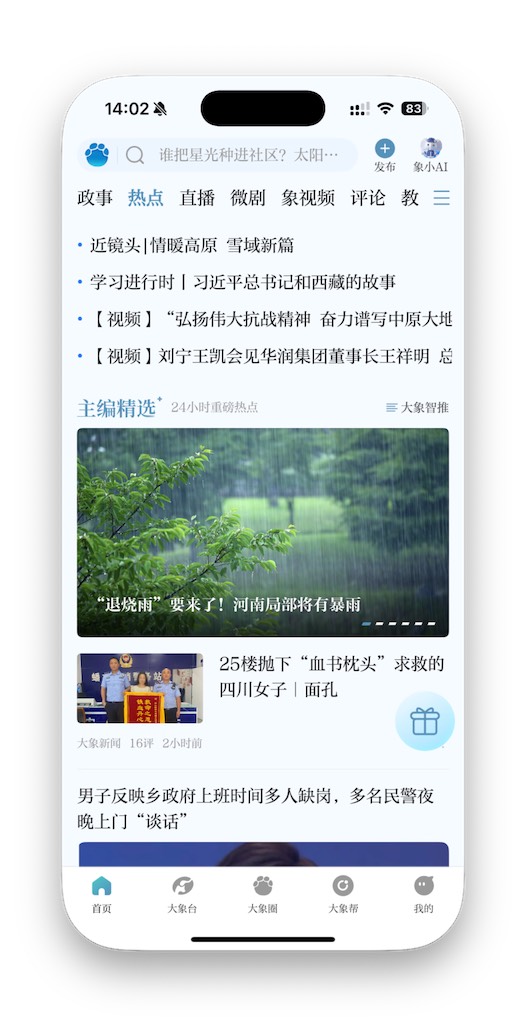 14:02
83
谁把星光种进社区？太阳…
发布
象小AI
政事 热点 直播 微剧 象视频 评论 教
近镜头|情暖高原 雪域新篇
学习进行时丨习近平总书记和西藏的故事
【视频】“弘扬伟大抗战精神 奋力谱写中原大地
【视频】刘宁王凯会见华润集团董事长王祥明 总
主编精选+ 24小时重磅热点 大象智推
“退烧雨”要来了！河南局部将有暴雨
25楼抛下“血书枕头”求救的
四川女子｜面孔
大象新闻 16评 2小时前
男子反映乡政府上班时间多人缺岗，多名民警夜
晚上门“谈话”
首页 大象台 大象圈 大象帮 我的